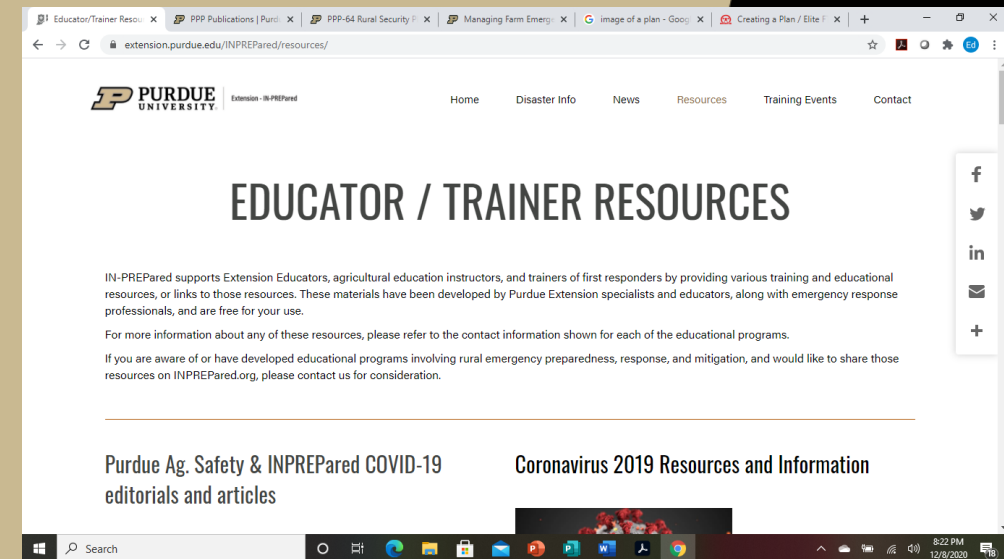 Educator/Trainer Resour
PPP Publications | Purdu
PPP-64 Rural Security P
Managing Farm Emerge
image of a plan - Goog
Creating a Plan / Elite F
extension.purdue.edu/INPREPared/resources/
Ed
PURDUE
UNIVERSITY.
Extension - IN-PREPared
Home
Disaster Info
News
Resources
Training Events
Contact
EDUCATOR / TRAINER RESOURCES
IN-PREPared supports Extension Educators, agricultural education instructors, and trainers of first responders by providing various training and educational
resources, or links to those resources. These materials have been developed by Purdue Extension specialists and educators, along with emergency response
professionals, and are free for your use.
For more information about any of these resources, please refer to the contact information shown for each of the educational programs.
If you are aware of or have developed educational programs involving rural emergency preparedness, response, and mitigation, and would like to share those
resources on INPREPared.org, please contact us for consideration.
Purdue Ag. Safety & INPREPared COVID-19
editorials and articles
Coronavirus 2019 Resources and Information
Search
8:22 PM
12/8/2020